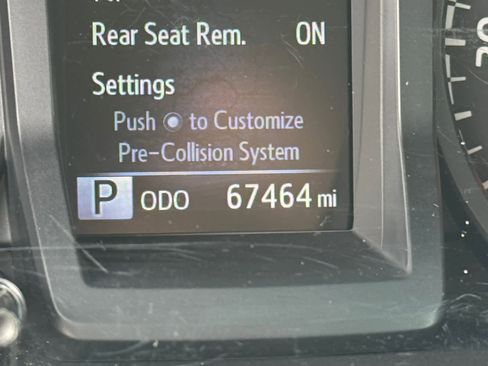 Rear Seat Rem. ON
Settings
Push to Customize
Pre-Collision System
P ODO 67464 mi